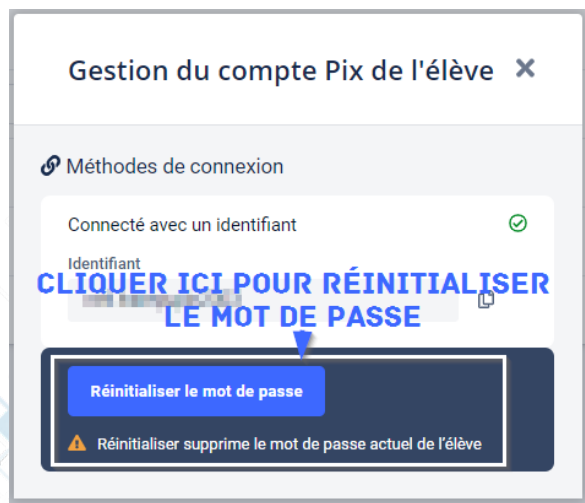 Gestion du compte Pix de l'élève
Méthodes de connexion
Connecté avec un identifiant
Identifiant
CLIQUER ICI POUR RÉINITIALISER
LE MOT DE PASSE
Réinitialiser le mot de passe
Réinitialiser supprime le mot de passe actuel de l'élève